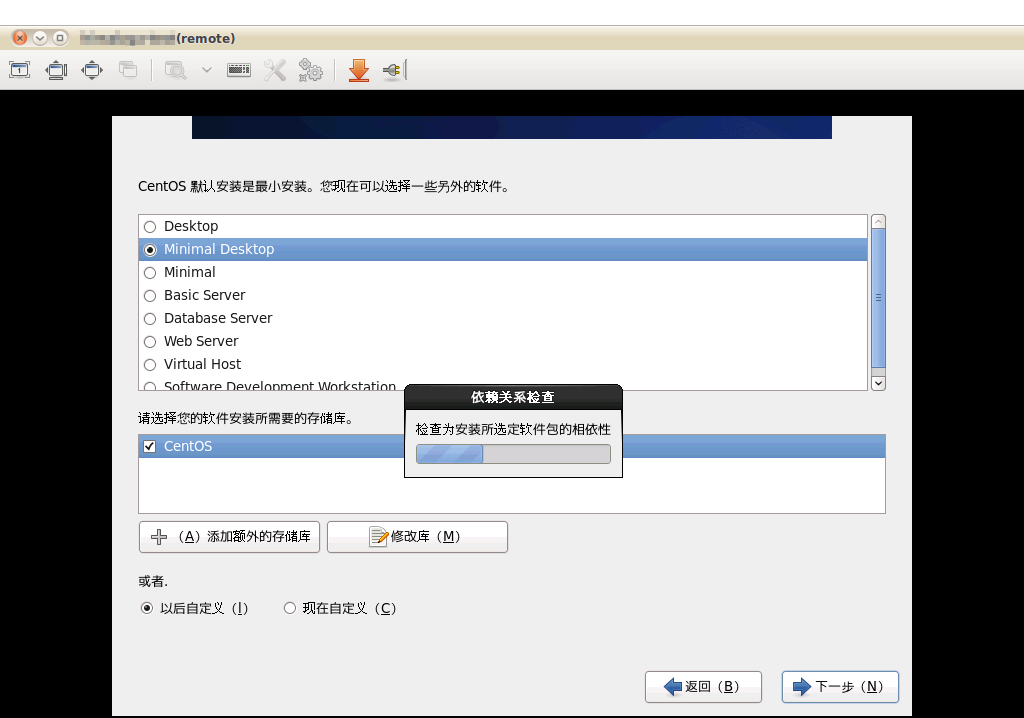 (remote)
CentOS 默认安装是最小安装。您现在可以选择一些另外的软件。
Desktop
Minimal Desktop
Minimal
Basic Server
Database Server
Web Server
Virtual Host
Software Development Workstation
依赖关系检查
检查为安装所选定软件包的相依性
请选择您的软件安装所需要的存储库。
CentOS
（A）添加额外的存储库
修改库（M）
或者.
以后自定义（l）
现在自定义（C）
返回（B）
下一步（N）